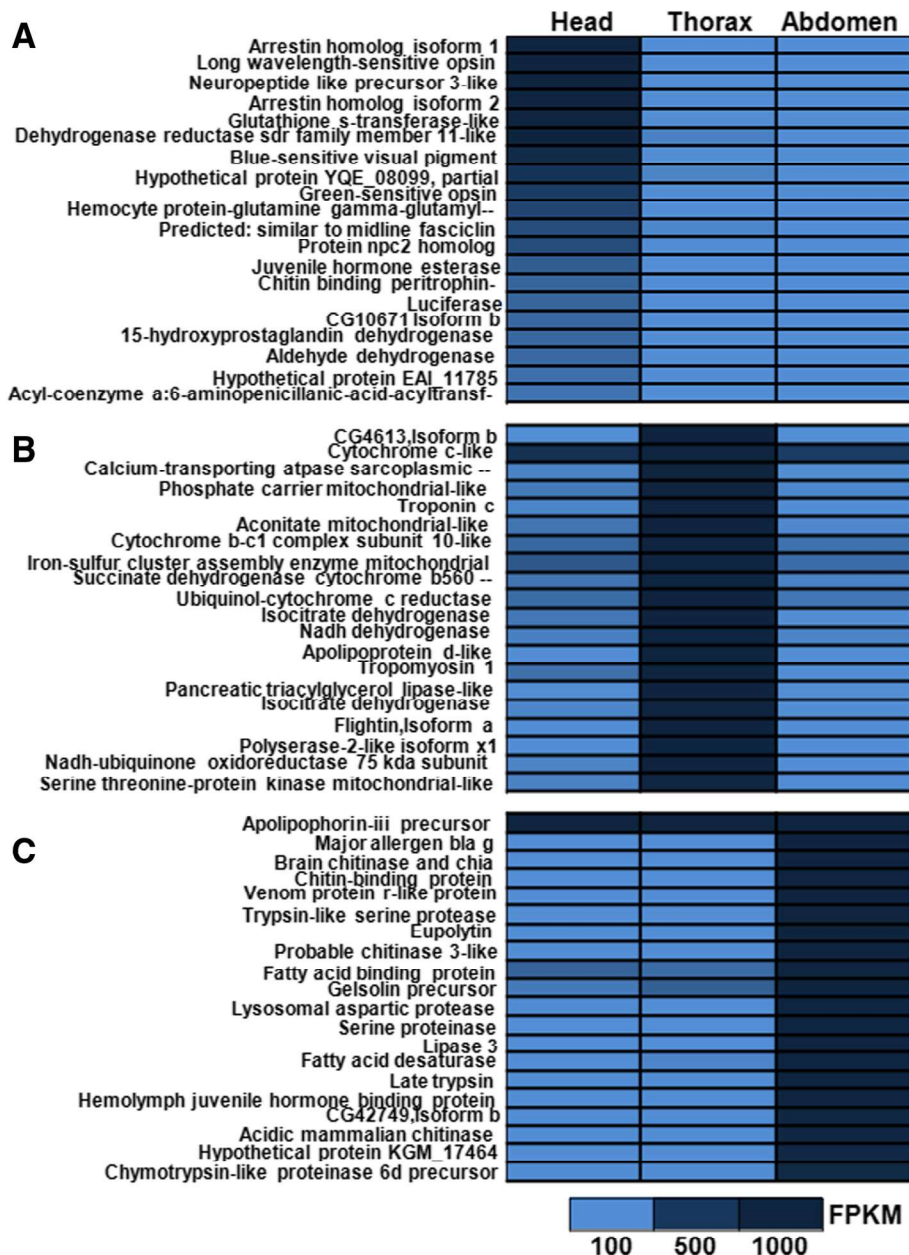 Head Thorax Abdomen
A
Arrestin homolog isoform 1
Long wavelength-sensitive opsin
Neuropeptide like precursor 3-like
Arrestin homolog isoform 2
Glutathione s-transferase-like
Dehydrogenase reductase sdr family member 11-like
Blue-sensitive visual pigment
Hypothetical protein YQE_08099, partial
Green-sensitive opsin
Hemocyte protein-glutamine gamma-glutamyl--
Predicted: similar to midline fasciclin
Protein npc2 homolog
Juvenile hormone esterase
Chitin binding peritrophin-
Luciferase
CG10671 Isoform b
15-hydroxyprostaglandin dehydrogenase
Aldehyde dehydrogenase
Hypothetical protein EAI_11785
Acyl-coenzyme a:6-aminopenicillanic-acid-acyltransf-
B
CG4613,Isoform b
Cytochrome c-like
Calcium-transporting atpase sarcoplasmic --
Phosphate carrier mitochondrial-like
Troponin c
Aconitate mitochondrial-like
Cytochrome b-c1 complex subunit 10-like
Iron-sulfur cluster assembly enzyme mitochondrial
Succinate dehydrogenase cytochrome b560 --
Ubiquinol-cytochrome c reductase
Isocitrate dehydrogenase
Nadh dehydrogenase
Apolipoprotein d-like
Tropomyosin 1
Pancreatic triacylglycerol lipase-like
Isocitrate dehydrogenase
Flightin,Isoform a
Polyserase-2-like isoform x1
Nadh-ubiquinone oxidoreductase 75 kda subunit
Serine threonine-protein kinase mitochondrial-like
C
Apolipophorin-iii precursor
Major allergen bla g
Brain chitinase and chia
Chitin-binding protein
Venom protein r-like protein
Trypsin-like serine protease
Eupolytin
Probable chitinase 3-like
Fatty acid binding protein
Gelsolin precursor
Lysosomal aspartic protease
Serine proteinase
Lipase 3
Fatty acid desaturase
Late trypsin
Hemolymph juvenile hormone binding protein
CG42749,Isoform b
Acidic mammalian chitinase
Hypothetical protein KGM_17464
Chymotrypsin-like proteinase 6d precursor
FPKM
100 500 1000